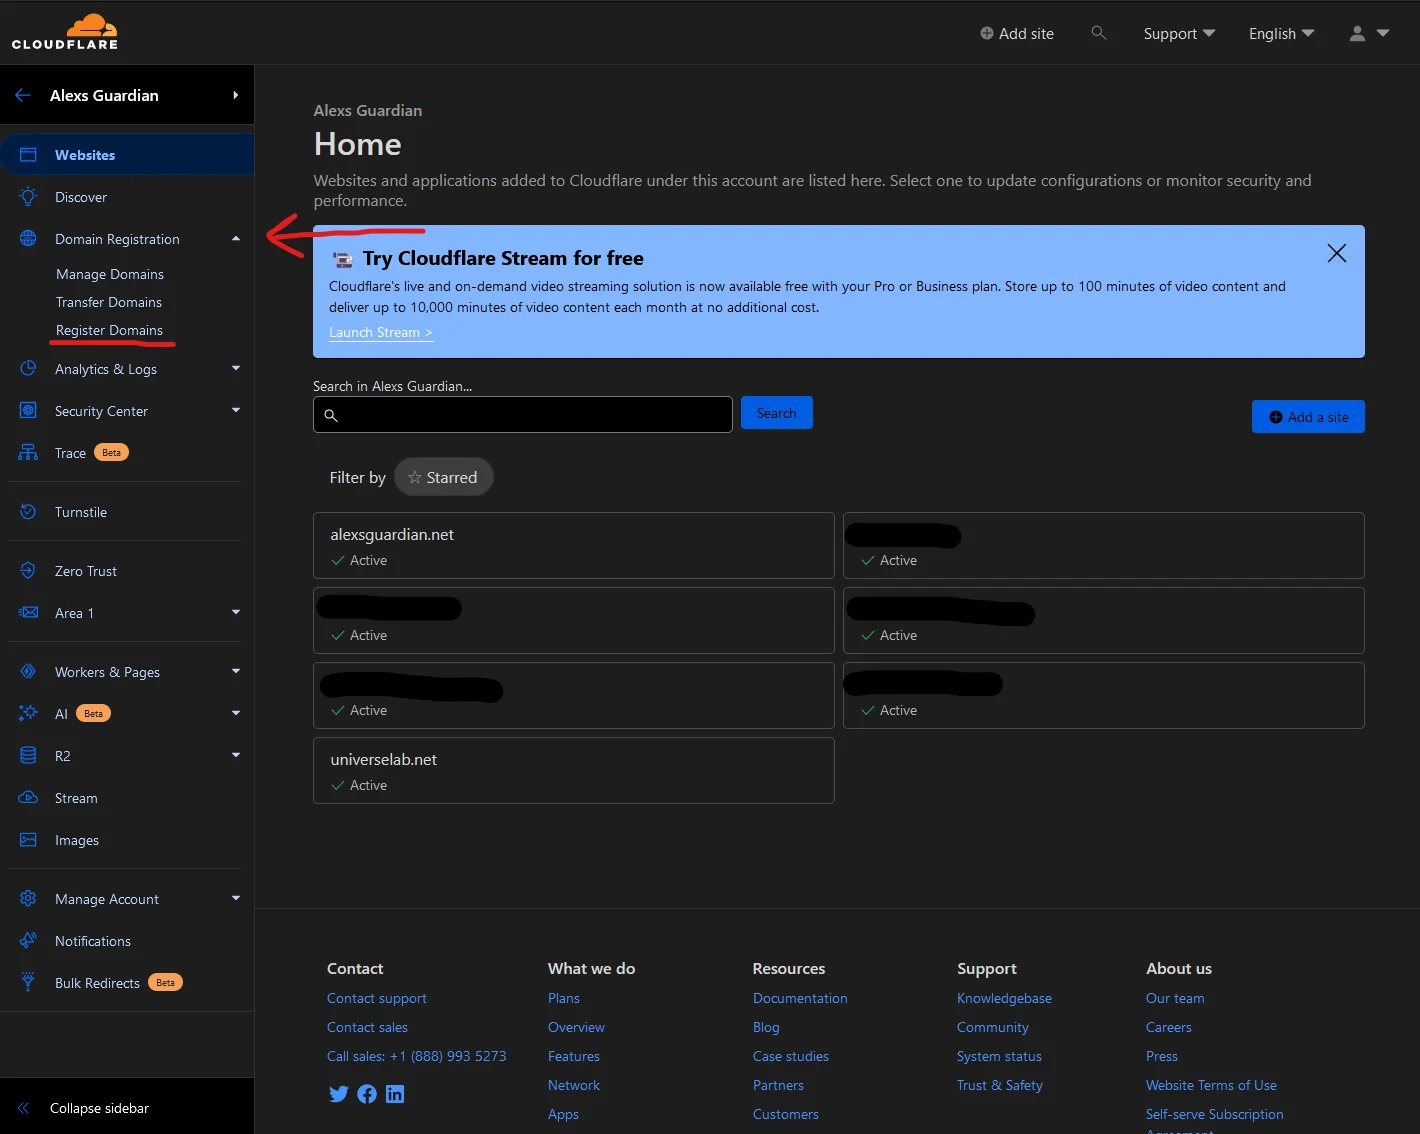 CLOUDFLARE
Add site
Support
English
Alexs Guardian
Websites
Discover
Domain Registration
Manage Domains
Transfer Domains
Register Domains
Analytics & Logs
Security Center
Trace Beta
Turnstile
Zero Trust
Area 1
Workers & Pages
AI Beta
R2
Stream
Images
Manage Account
Notifications
Bulk Redirects Beta
Collapse sidebar
Alexs Guardian
Home
Websites and applications added to Cloudflare under this account are listed here. Select one to update configurations or monitor security and
performance.
Try Cloudflare Stream for free
Cloudflare's live and on-demand video streaming solution is now available free with your Pro or Business plan. Store up to 100 minutes of video content and
deliver up to 10,000 minutes of video content each month at no additional cost.
Launch Stream >
Search in Alexs Guardian...
Search
Add a site
Filter by
Starred
alexsguardian.net
Active
Active
Active
Active
Active
Active
universelab.net
Active
Contact
Contact support
Contact sales
Call sales: +1 (888) 993 5273
What we do
Plans
Overview
Features
Network
Apps
Resources
Documentation
Blog
Case studies
Partners
Customers
Support
Knowledgebase
Community
System status
Trust & Safety
About us
Our team
Careers
Press
Website Terms of Use
Self-serve Subscription
Agreement